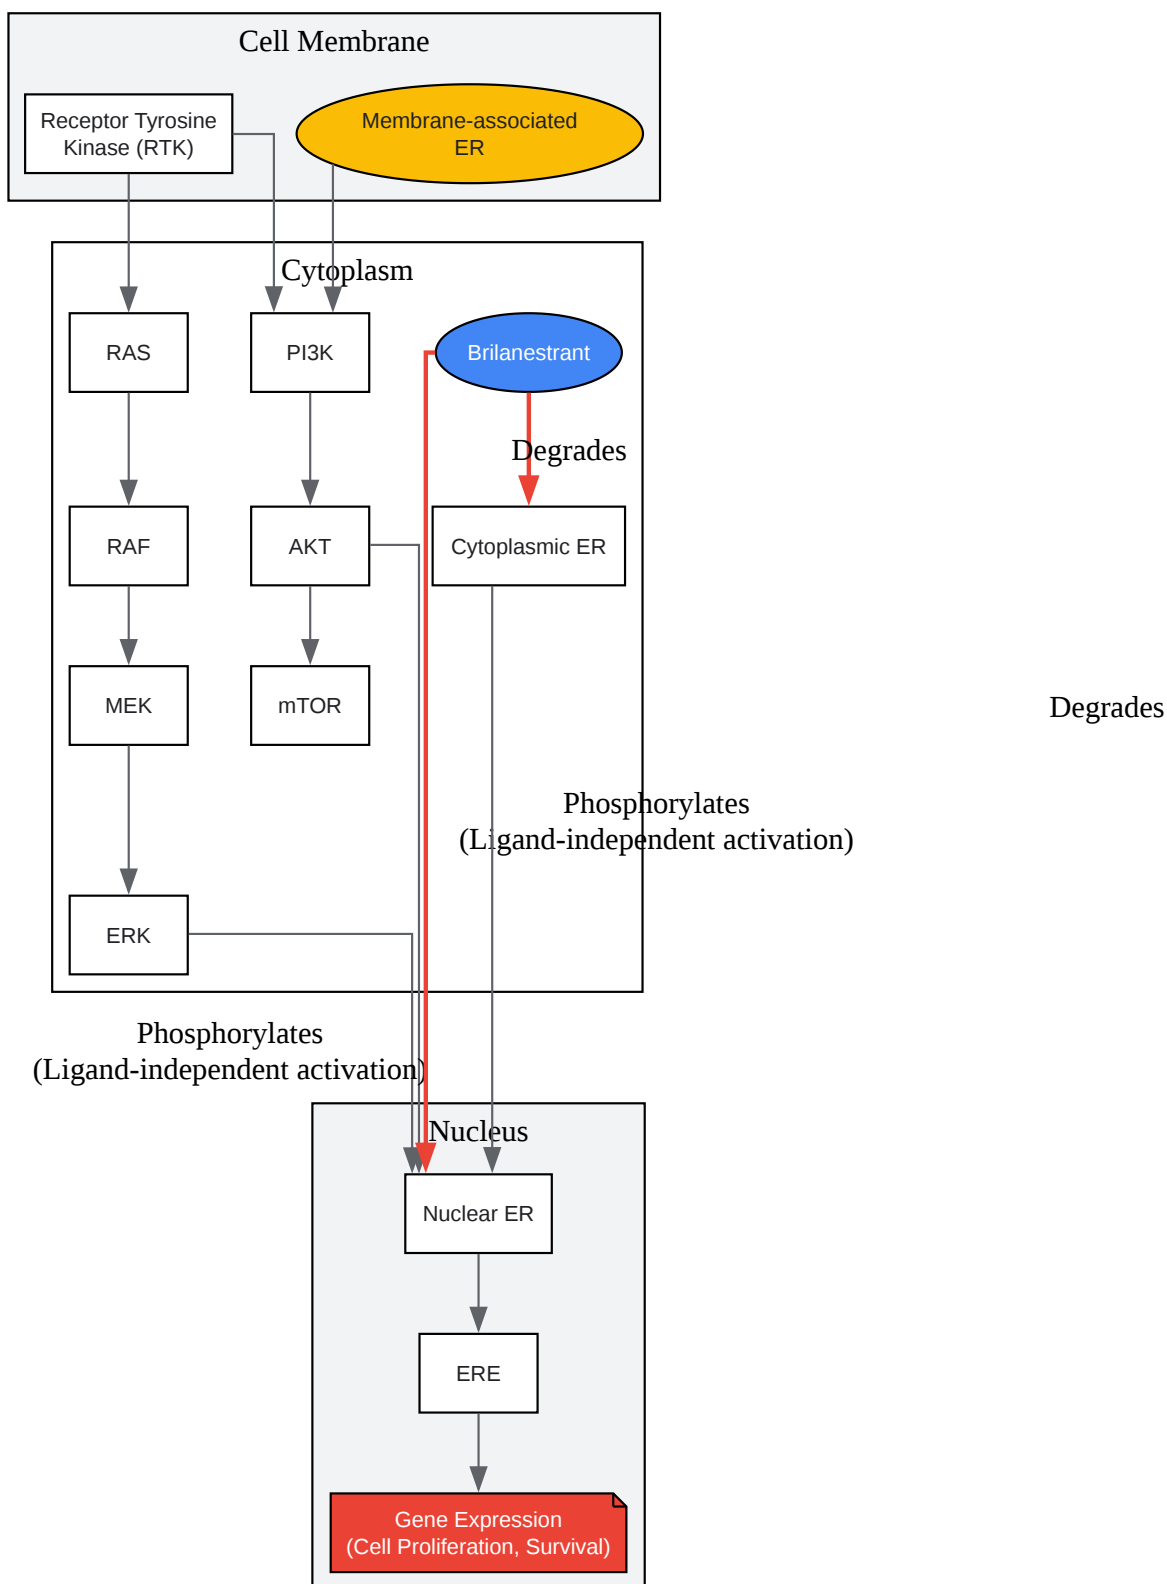 Cell Membrane
Receptor Tyrosine
Kinase (RTK)
Membrane-associated
ER
Cytoplasm
RAS
PI3K
Brilanestrant
Degrades
RAF
AKT
Cytoplasmic ER
MEK
mTOR
Degrades
Phosphorylates
(Ligand-independent activation)
ERK
Phosphorylates
(Ligand-independent activation)
Nucleus
Nuclear ER
ERE
Gene Expression
(Cell Proliferation, Survival)